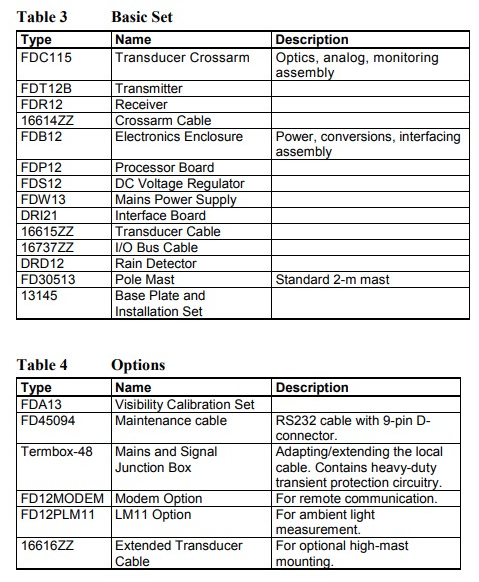 Table 3 Basic Set
Type Name Description
FDC115 Transducer Crossarm Optics, analog, monitoring
assembly
FDT12B Transmitter
FDR12 Receiver
16614ZZ Crossarm Cable
FDB12 Electronics Enclosure Power, conversions, interfacing
assembly
FDP12 Processor Board
FDS12 DC Voltage Regulator
FDW13 Mains Power Supply
DRI21 Interface Board
16615ZZ Transducer Cable
16737ZZ I/O Bus Cable
DRD12 Rain Detector
FD30513 Pole Mast Standard 2-m mast
13145 Base Plate and
Installation Set
Table 4 Options
Type Name Description
FDA13 Visibility Calibration Set
FD45094 Maintenance cable RS232 cable with 9-pin D-
connector.
Termbox-48 Mains and Signal Adapting/extending the local
Junction Box cable. Contains heavy-duty
transient protection circuitry.
FD12MODEM Modem Option For remote communication.
FD12PLM11 LM11 Option For ambient light
measurement.
16616ZZ Extended Transducer For optional high-mast
Cable mounting.